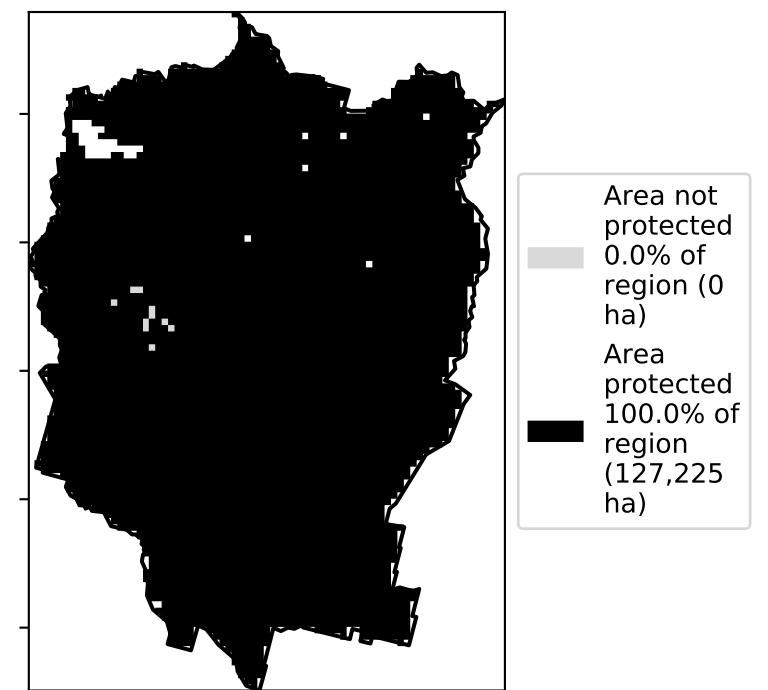 Area not
protected
0.0% of
region (0
ha)
Area
protected
100.0% of
region
(127,225
ha)